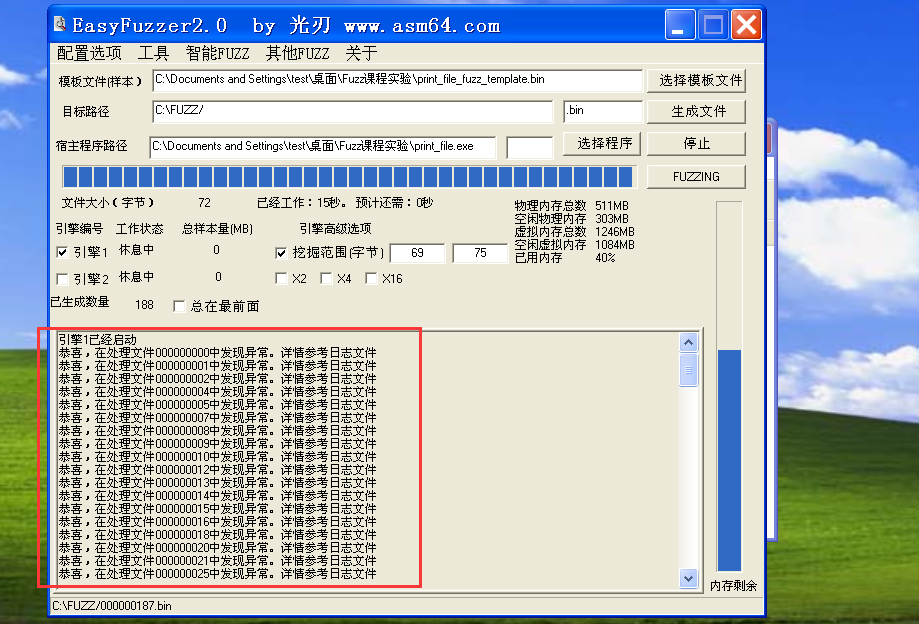 EasyFuzzer2.0 by 光刃 www.asm64.com
配置选项 工具 智能FUZZ 其他FUZZ 关于
模板文件(样本) C:\Documents and Settings\test\桌面\Fuzz课程实验\print_file_fuzz_template.bin 选择模板文件
目标路径 C:\FUZZ/ .bin 生成文件
宿主程序路径 C:\Documents and Settings\test\桌面\Fuzz课程实验\print_file.exe 选择程序 停止
FUZZING
文件大小(字节) 72 已经工作:15秒。预计还需:0秒
物理内存总数 511MB
空闲物理内存 303MB
虚拟内存总数 1246MB
空闲虚拟内存 1084MB
已用内存 40%
引擎编号 工作状态 总样本量(MB) 引擎高级选项
引擎1 休息中 0 挖掘范围(字节) 69 75
引擎2 休息中 0 X2 X4 X16
已生成数量 188 总在最前面
引擎1已经启动
恭喜,在处理文件000000000中发现异常。详情参考日志文件
恭喜,在处理文件000000001中发现异常。详情参考日志文件
恭喜,在处理文件000000002中发现异常。详情参考日志文件
恭喜,在处理文件000000004中发现异常。详情参考日志文件
恭喜,在处理文件000000005中发现异常。详情参考日志文件
恭喜,在处理文件000000007中发现异常。详情参考日志文件
恭喜,在处理文件000000008中发现异常。详情参考日志文件
恭喜,在处理文件000000009中发现异常。详情参考日志文件
恭喜,在处理文件000000010中发现异常。详情参考日志文件
恭喜,在处理文件000000012中发现异常。详情参考日志文件
恭喜,在处理文件000000013中发现异常。详情参考日志文件
恭喜,在处理文件000000014中发现异常。详情参考日志文件
恭喜,在处理文件000000015中发现异常。详情参考日志文件
恭喜,在处理文件000000016中发现异常。详情参考日志文件
恭喜,在处理文件000000018中发现异常。详情参考日志文件
恭喜,在处理文件000000020中发现异常。详情参考日志文件
恭喜,在处理文件000000021中发现异常。详情参考日志文件
恭喜,在处理文件000000025中发现异常。详情参考日志文件
内存剩余
C:\FUZZ/000000187.bin